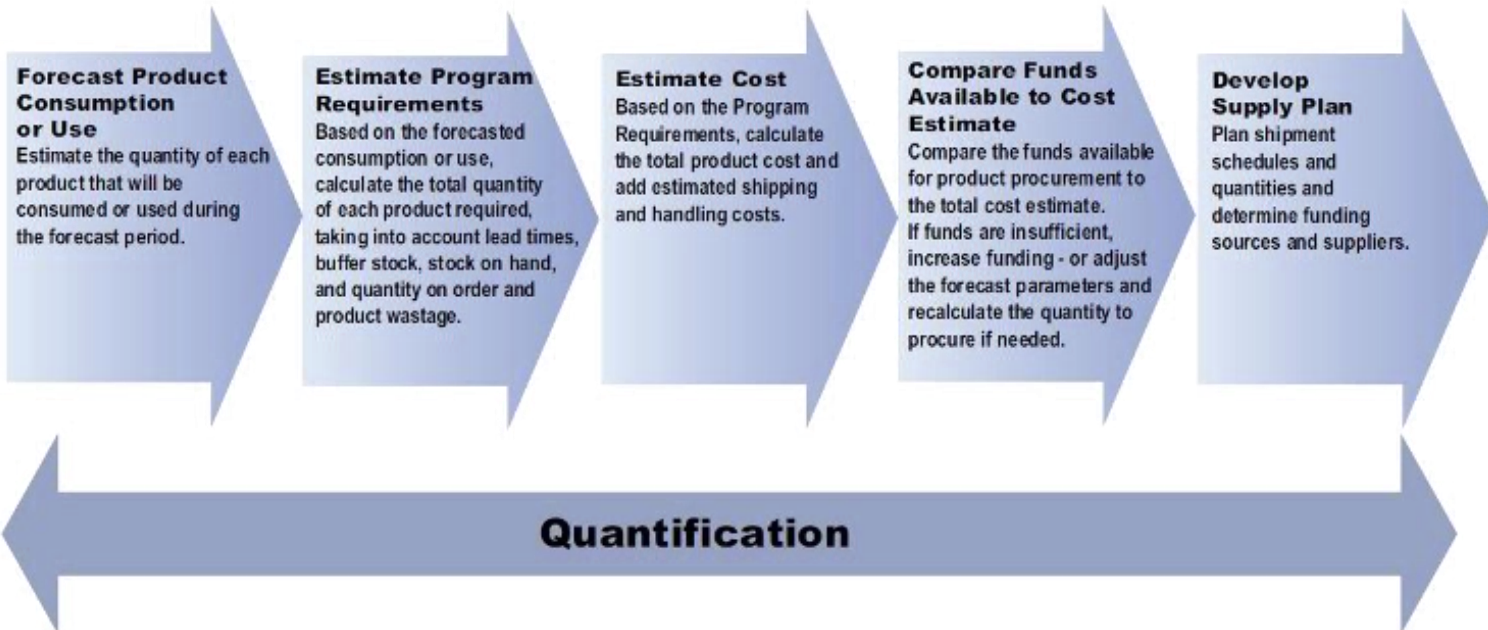 Forecast Product
Consumption
or Use
Estimate the quantity of each
product that will be
consumed or used during
the forecast period.
Estimate Program
Requirements
Based on the forecasted
consumption or use,
calculate the total quantity
of each product required,
taking into account lead times,
buffer stock, stock on hand,
and quantity on order and
product wastage.
Estimate Cost
Based on the Program
Requirements, calculate
the total product cost and
add estimated shipping
and handling costs.
Compare Funds
Available to Cost
Estimate
Compare the funds available
for product procurement to
the total cost estimate.
If funds are insufficient,
increase funding - or adjust
the forecast parameters and
recalculate the quantity to
procure if needed.
Develop
Supply Plan
Plan shipment
schedules and
quantities and
determine funding
sources and suppliers.
Quantification